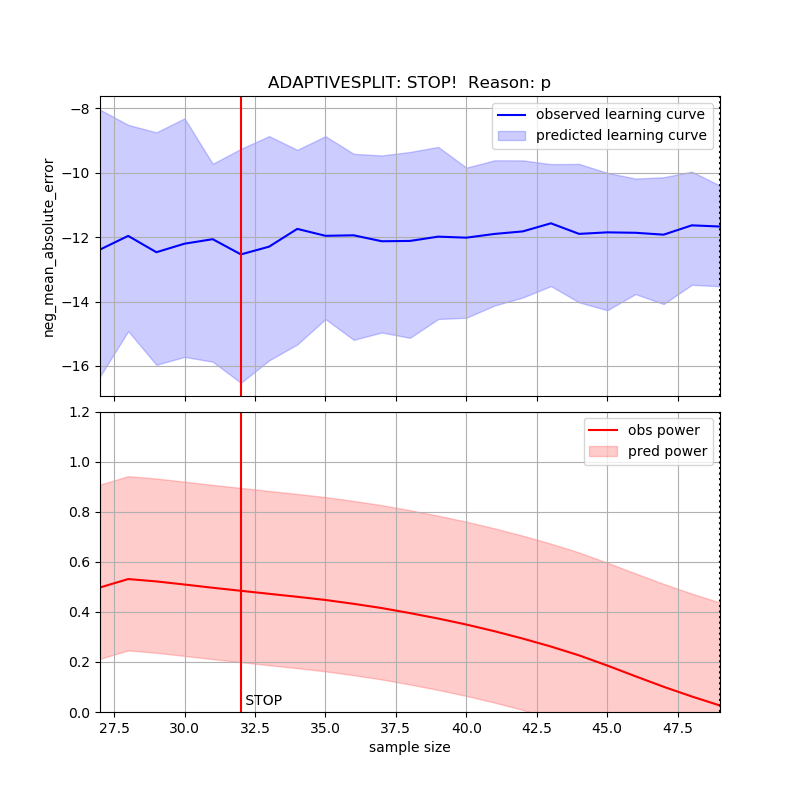 ADAPTIVESPLIT: STOP!  Reason: p
−8
−10
−12
−14
−16
neg_mean_absolute_error
observed learning curve
predicted learning curve
1.2
1.0
0.8
0.6
0.4
0.2
0.0
obs power
pred power
STOP
27.5 30.0 32.5 35.0 37.5 40.0 42.5 45.0 47.5
sample size